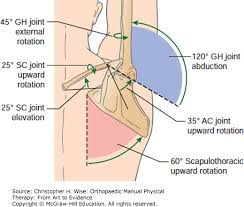 45° GH joint
external
rotation
25° SC joint
upward
rotation
25° SC joint
elevation
120° GH joint
abduction
35° AC joint
upward rotation
60° Scapulothoracic
upward rotation
Source: Christopher H. Wise: Orthopaedic Manual Physical
Therapy: From Art to Evidence
Copyright © McGraw-Hill Education. All rights reserved.